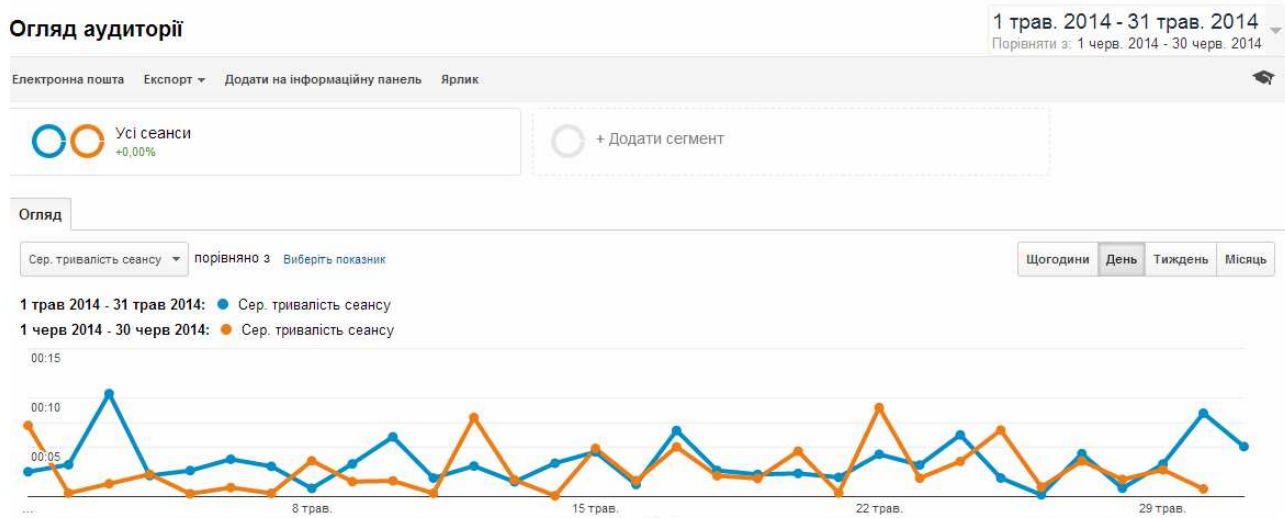 Огляд аудиторії
1 трав. 2014 - 31 трав. 2014
Порівняти з: 1 черв. 2014 - 30 черв. 2014
Електронна пошта Експорт Додати на інформаційну панель Ярлик
Усі сеанси
+0,00%
+ Додати сегмент
Огляд
Сер. тривалість сеансу порівняно з Виберіть показник
Щогодини День Тиждень Місяць
1 трав 2014 - 31 трав 2014: Сер. тривалість сеансу
1 черв 2014 - 30 черв 2014: Сер. тривалість сеансу
00:15
00:10
00:05
... 8 трав. 15 трав. 22 трав. 29 трав.